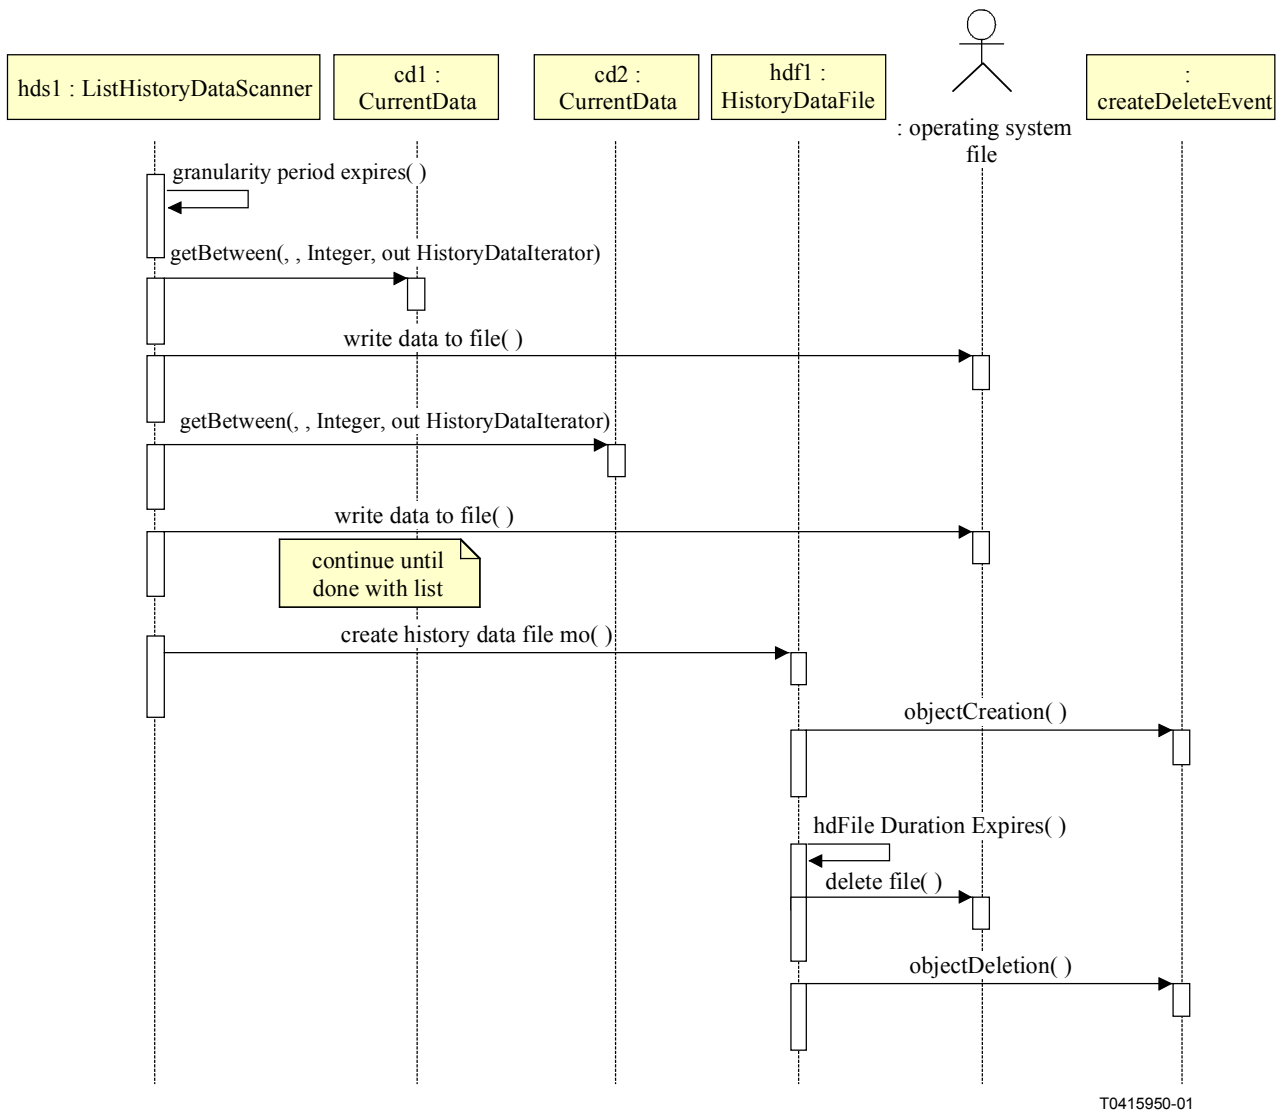 hds1 : ListHistoryDataScanner
cd1 :
CurrentData
cd2 :
CurrentData
hdf1 :
HistoryDataFile
: operating system
file
:
createDeleteEvent
granularity period expires( )
getBetween(, , Integer, out HistoryDataIterator)
write data to file( )
getBetween(, , Integer, out HistoryDataIterator)
write data to file( )
continue until
done with list
create history data file mo( )
objectCreation( )
hdFile Duration Expires( )
delete file( )
objectDeletion( )
T0415950-01